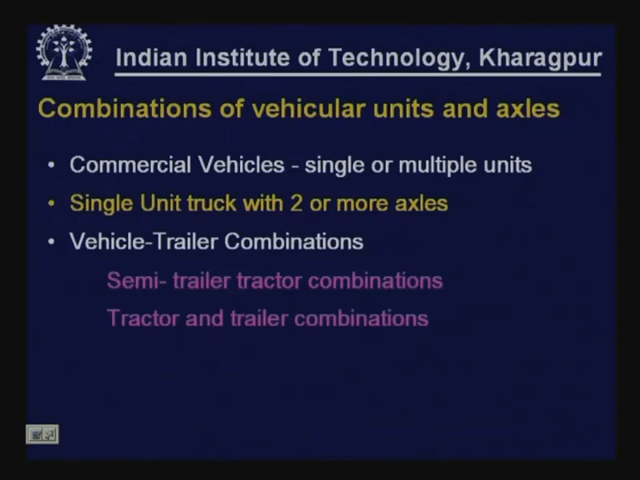 Indian Institute of Technology, Kharagpur
Combinations of vehicular units and axles
• Commercial Vehicles - single or multiple units
• Single Unit truck with 2 or more axles
• Vehicle-Trailer Combinations
Semi- trailer tractor combinations
Tractor and trailer combinations